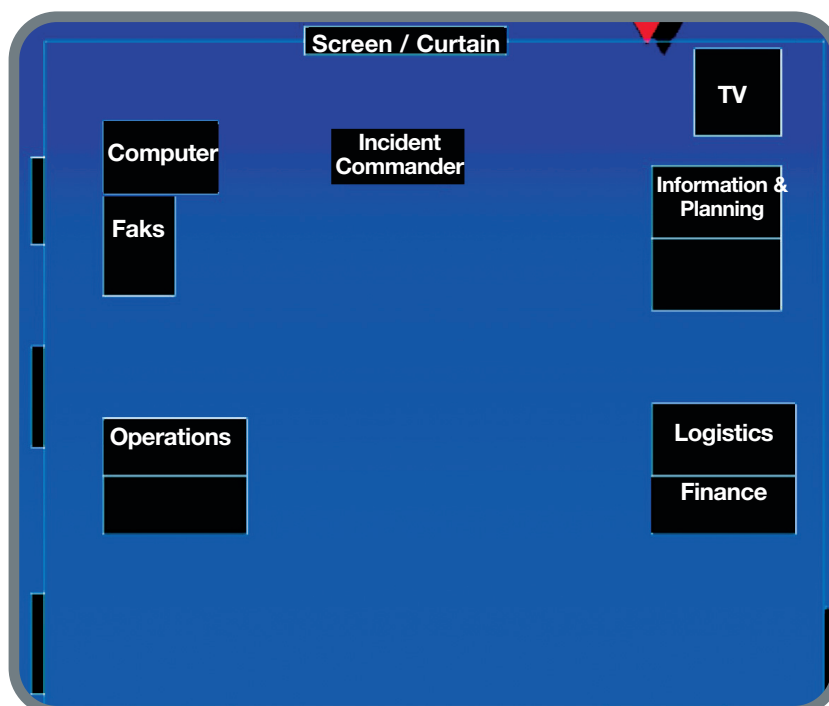 Screen / Curtain
TV
Computer
Incident
Commander
Information &
Planning
Faks
Operations
Logistics
Finance